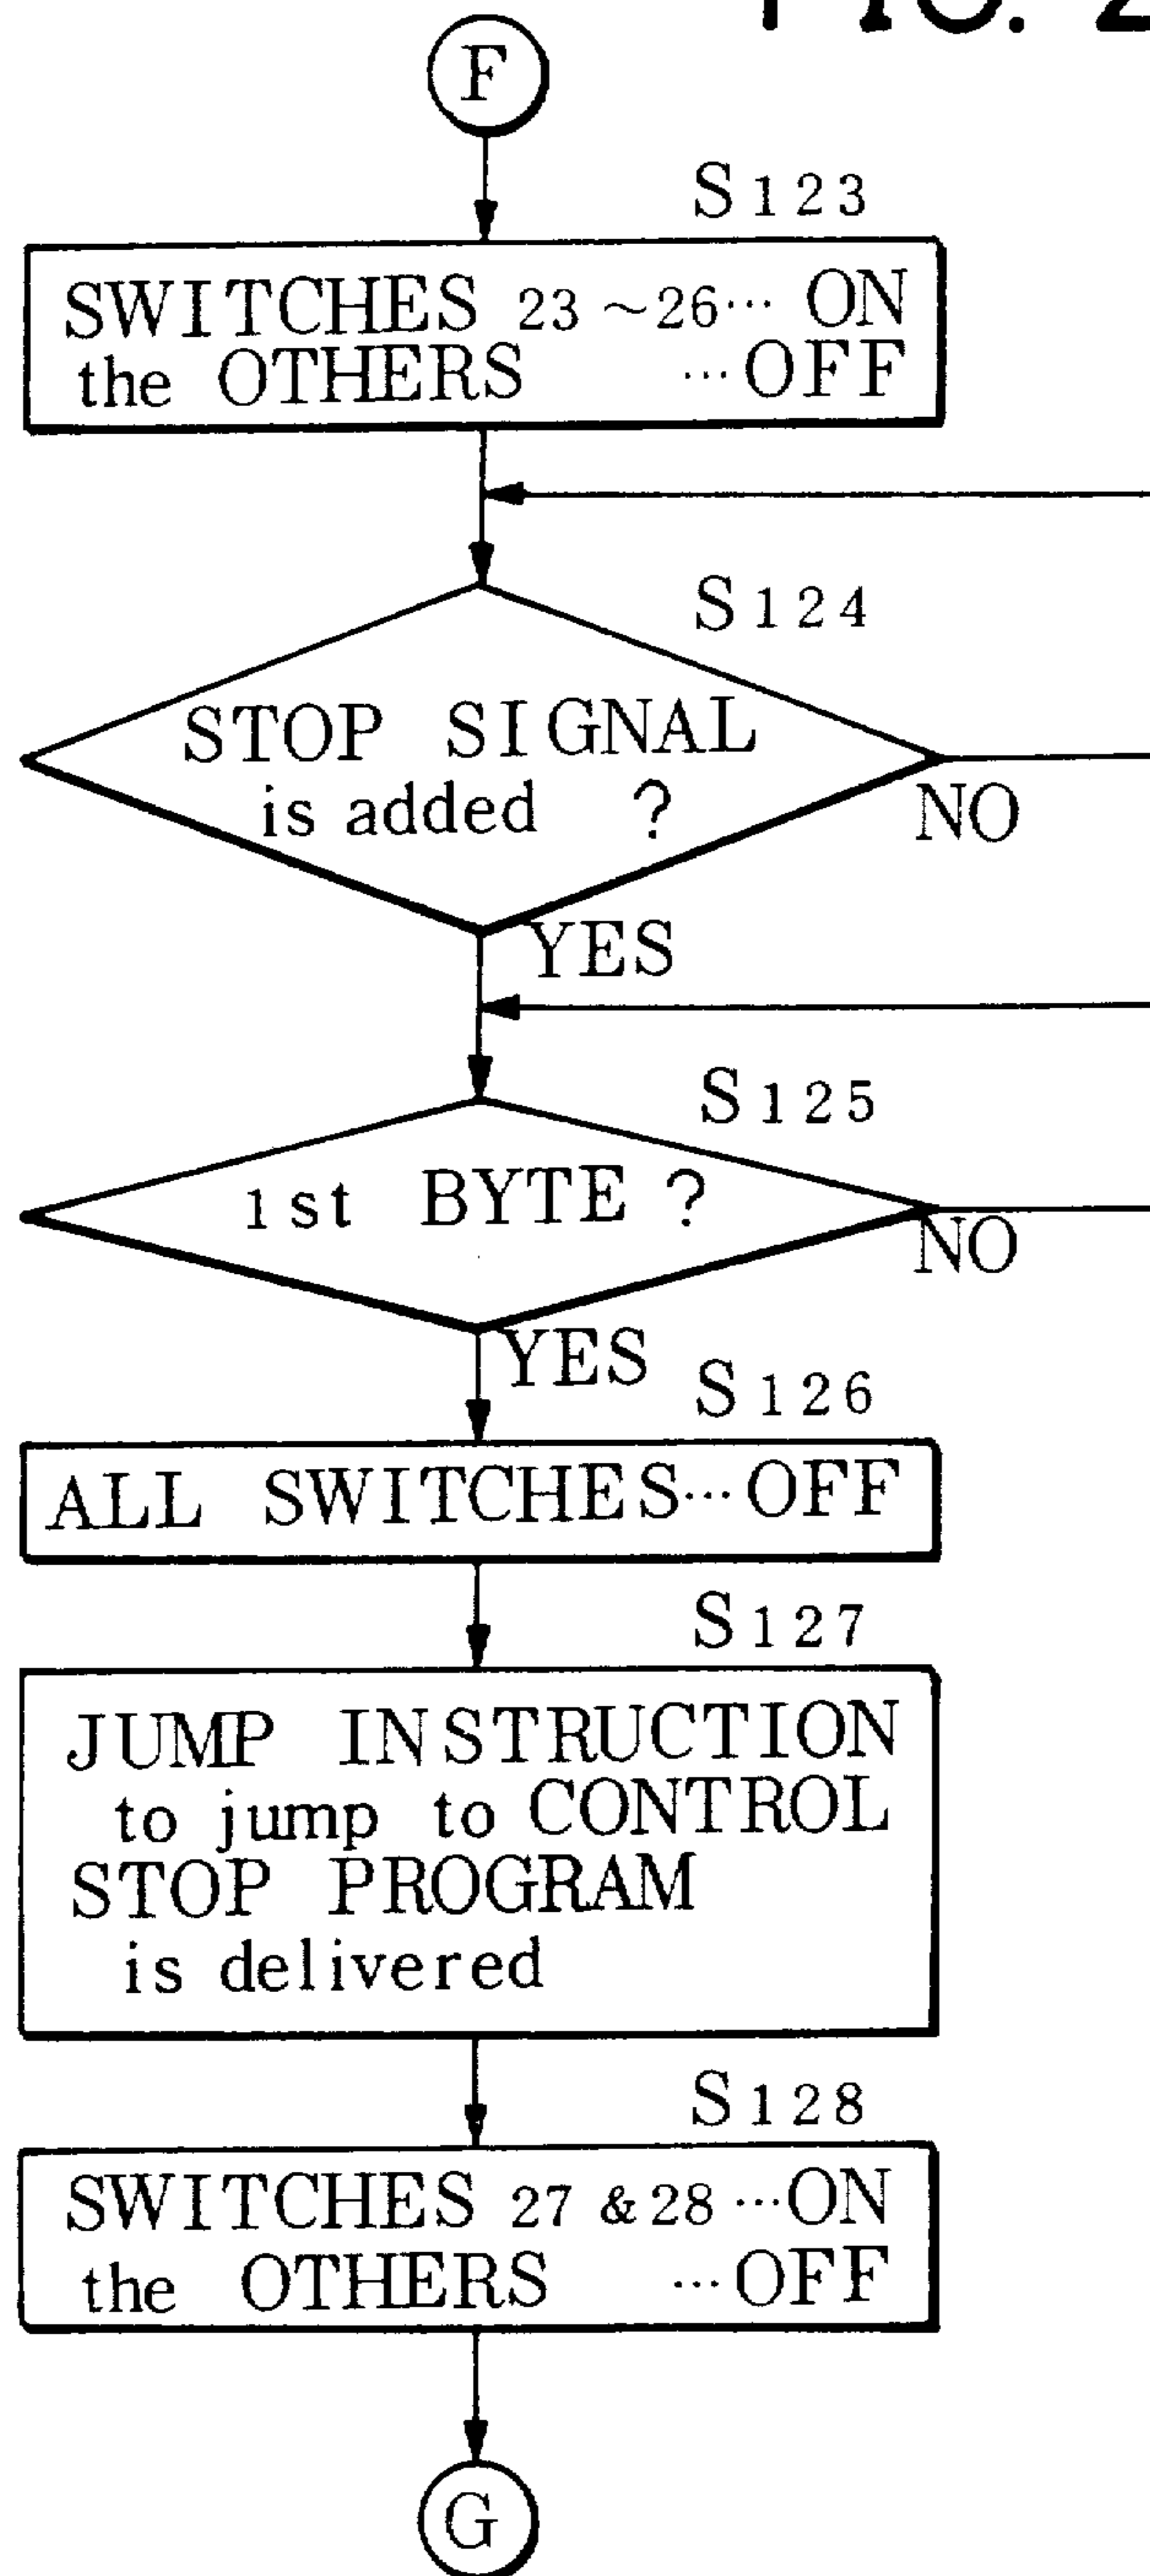 FIG. 2
F
S123
SWITCHES 23 ~26··· ON
the OTHERS ···OFF
S124
STOP SIGNAL
is added ?
NO
YES
S125
1st BYTE ?
NO
YES
S126
ALL SWITCHES···OFF
S127
JUMP INSTRUCTION
to jump to CONTROL
STOP PROGRAM
is delivered
S128
SWITCHES 27 & 28 ···ON
the OTHERS ···OFF
G